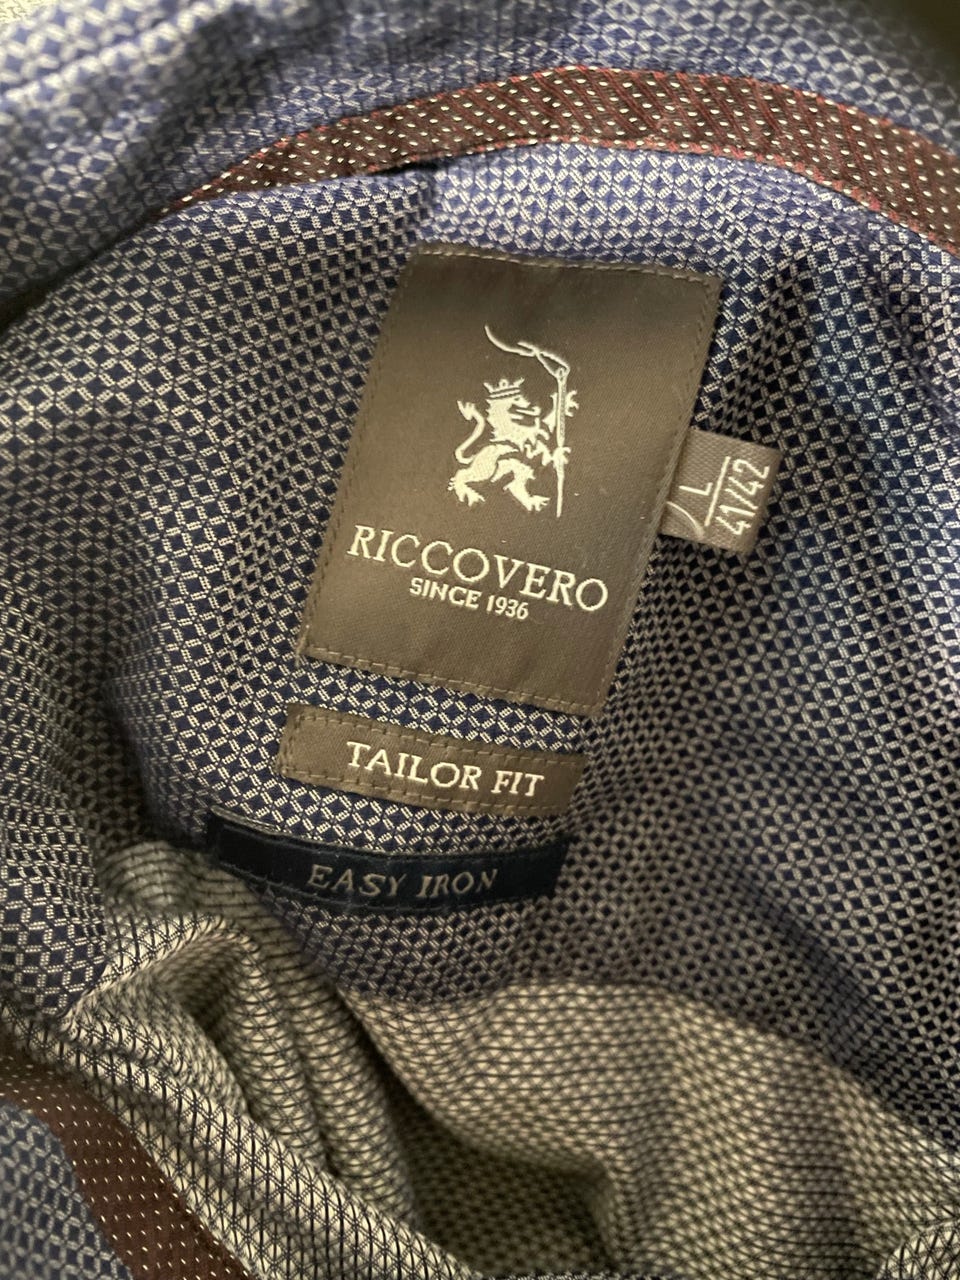 RICCOVERO
SINCE 1936
L
41/42
TAILOR FIT
EASY IRON